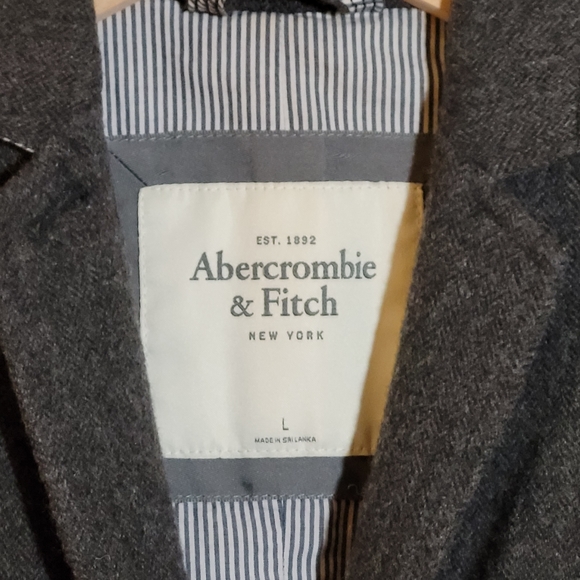 EST. 1892
Abercrombie
& Fitch
NEW YORK
L
MADE IN SRI LANKA